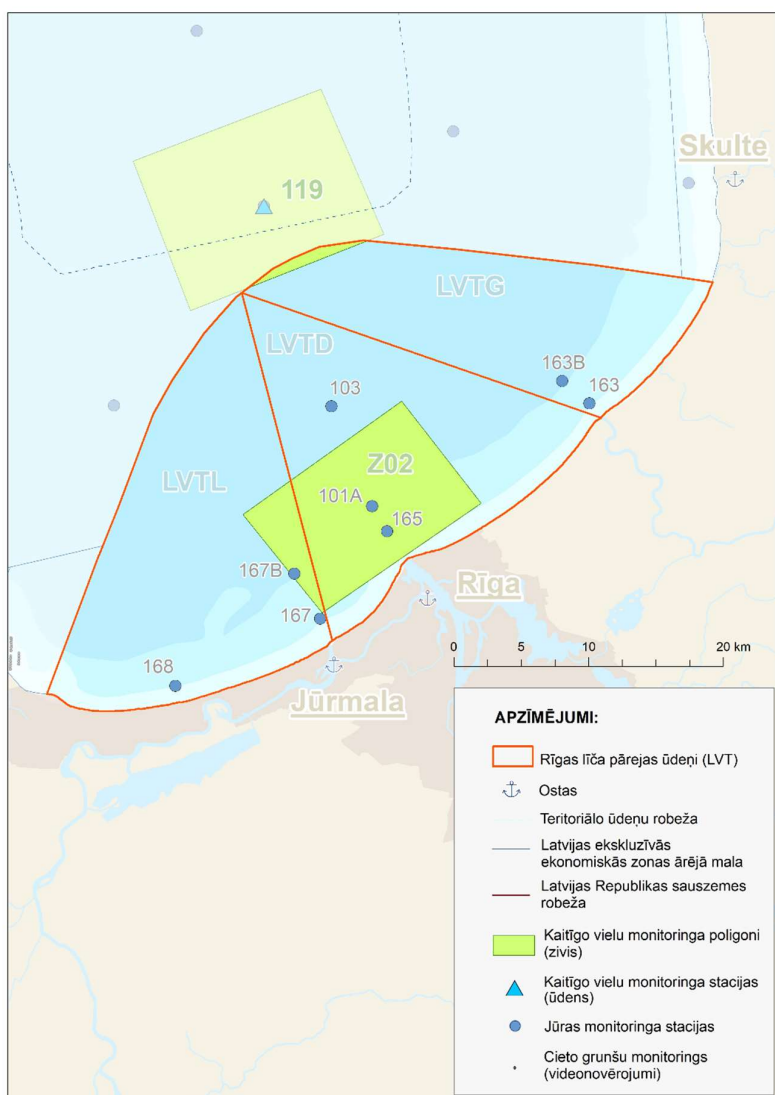 Skulte
119
LVTG
LVTD
163B
163
103
Z02
LVTL
101A
165
167B
Rīga
167
0 5 10 20 km
168
Jūrmala
APZĪMĒJUMI:
Rīgas līča pārejas ūdeņi (LVT)
Ostas
Teritoriālo ūdeņu robeža
Latvijas ekskluzīvās
ekonomiskās zonas ārējā mala
Latvijas Republikas sauszemes
robeža
Kaitīgo vielu monitoringa poligoni
(zivis)
Kaitīgo vielu monitoringa stacijas
(ūdens)
Jūras monitoringa stacijas
Cieto grunšu monitorings
(videonovērojumi)